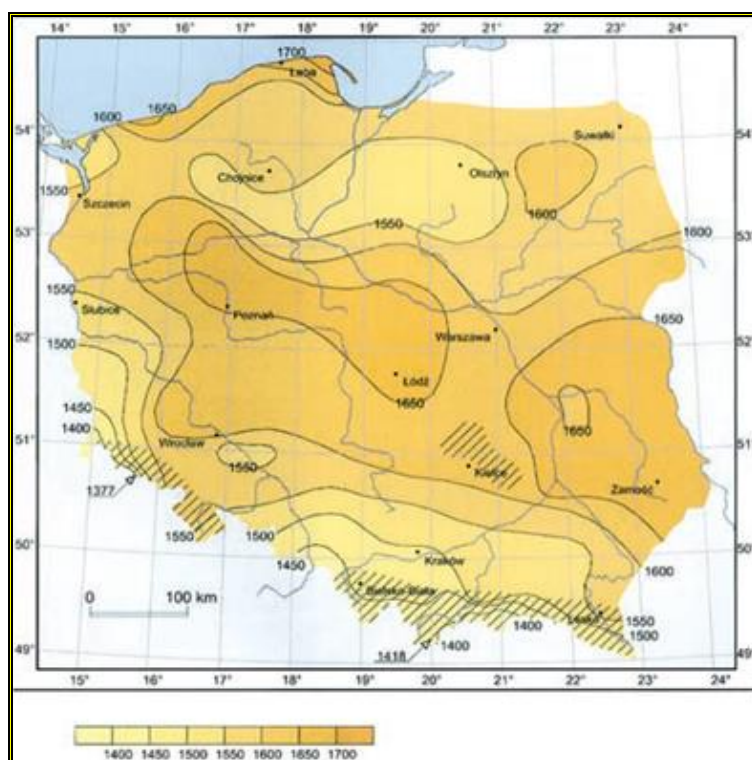 14° 15° 16° 17° 18° 19° 20° 21° 22° 23° 24°
1700
Łeba
1650
1600
54° 54°
Suwałki
Chojnice
Olsztyn
1550
Szczecin
1550
1600
53° 53°
1600
1550
Słubice
Poznań
1650
Warszawa
52° 52°
1500
Łódź
1650
1450
1650
1400
Wrocław
51° 51°
1550
Kielce
Zamość
1377
1550
1500
50° 50°
1450
Kraków
1600
0 100 km
Bielsko-Biała
1550
1400
1500
49° 49°
1418
1400
15° 16° 17° 18° 19° 20° 21° 22° 23° 24°
1400 1450 1500 1550 1600 1650 1700